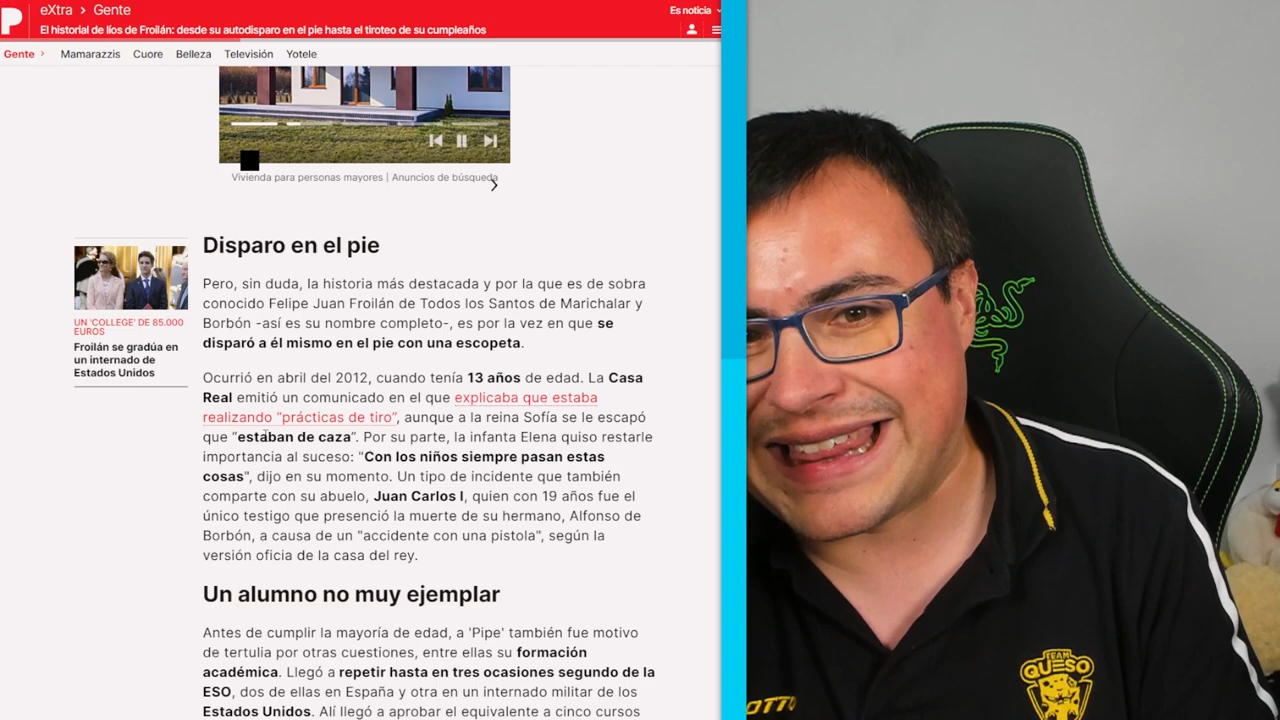 eXtra > Gente
Es noticia
El historial de líos de Froilán: desde su autodisparo en el pie hasta el tiroteo de su cumpleaños
Gente > Mamarazzis Cuore Belleza Televisión Yotele
Vivienda para personas mayores | Anuncios de búsqueda
UN 'COLLEGE' DE 85.000
EUROS
Froilán se gradúa en
un internado de
Estados Unidos
Disparo en el pie
Pero, sin duda, la historia más destacada y por la que es de sobra
conocido Felipe Juan Froilán de Todos los Santos de Marichalar y
Borbón -así es su nombre completo-, es por la vez en que se
disparó a él mismo en el pie con una escopeta.
Ocurrió en abril del 2012, cuando tenía 13 años de edad. La Casa
Real emitió un comunicado en el que explicaba que estaba
realizando “prácticas de tiro”, aunque a la reina Sofía se le escapó
que “estaban de caza”. Por su parte, la infanta Elena quiso restarle
importancia al suceso: "Con los niños siempre pasan estas
cosas", dijo en su momento. Un tipo de incidente que también
comparte con su abuelo, Juan Carlos I, quien con 19 años fue el
único testigo que presenció la muerte de su hermano, Alfonso de
Borbón, a causa de un "accidente con una pistola", según la
versión oficia de la casa del rey.
Un alumno no muy ejemplar
Antes de cumplir la mayoría de edad, a 'Pipe' también fue motivo
de tertulia por otras cuestiones, entre ellas su formación
académica. Llegó a repetir hasta en tres ocasiones segundo de la
ESO, dos de ellas en España y otra en un internado militar de los
Estados Unidos. Allí llegó a aprobar el equivalente a cinco cursos
TEAM
QUESO
OTTO